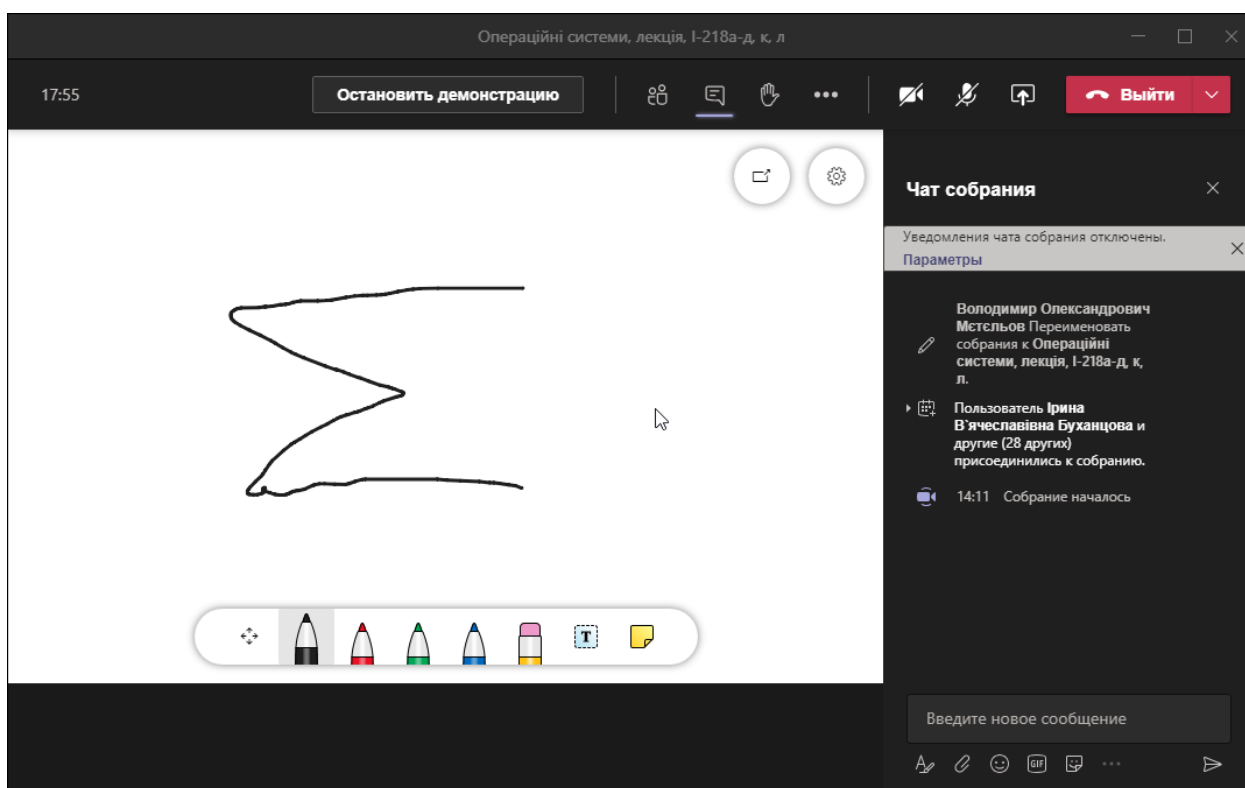 Операційні системи, лекція, І-218а-д, к, л
17:55
Остановить демонстрацию
Выйти
Чат собрания
Уведомления чата собрания отключены.
Параметры
Володимир Олександрович
Мєтєльов Переименовать
собрания к Операційні
системи, лекція, І-218а-д, к,
л.
Пользователь Ірина
В`ячеславівна Буханцова и
другие (28 других)
присоединились к собранию.
14:11 Собрание началось
T
Введите новое сообщение
GIF